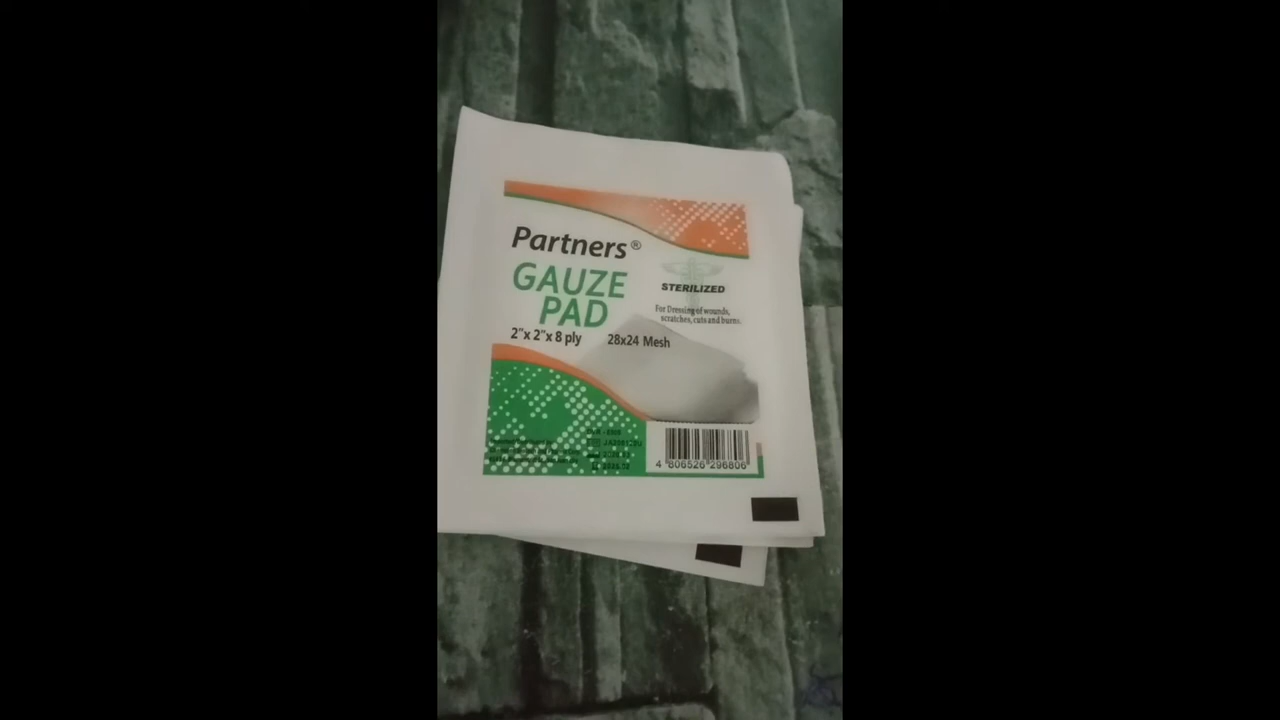 Partners®
GAUZE
PAD
2"x 2"x 8 ply
28x24 Mesh
STERILIZED
For Dressing of wounds,
scratches, cuts and burns.
4 806526 296806